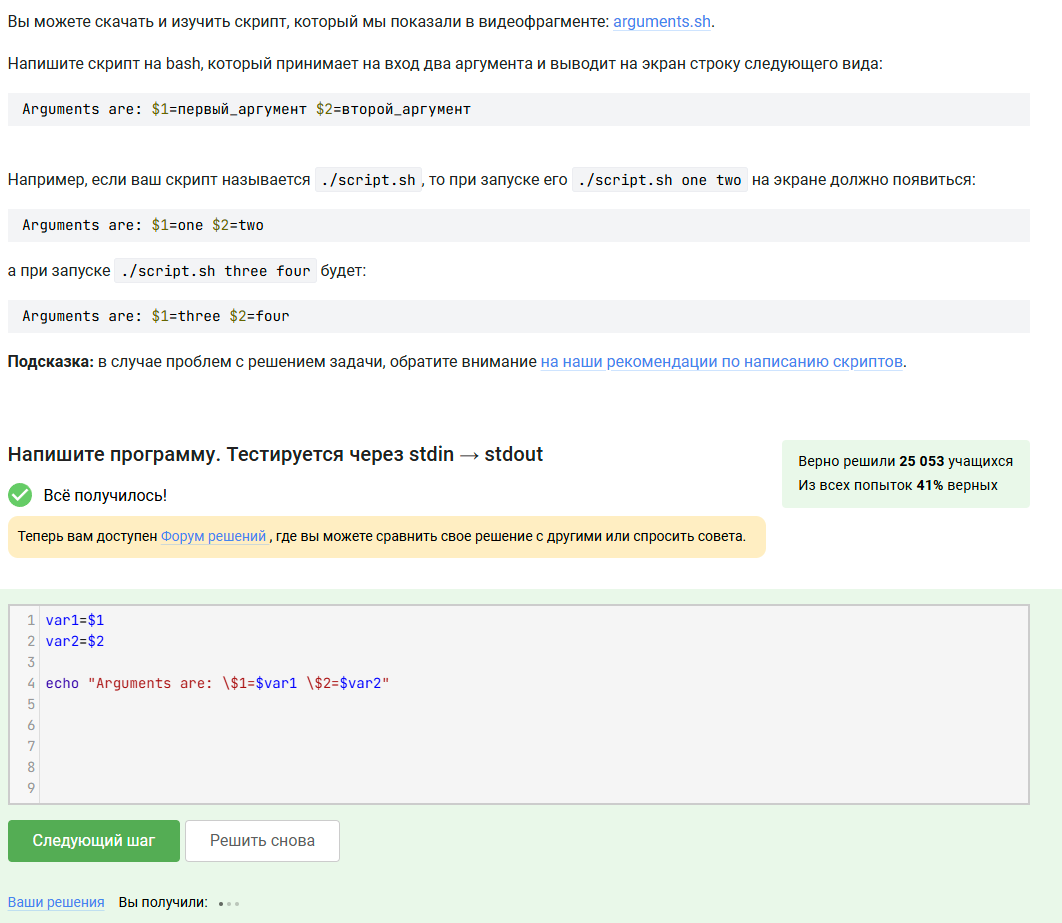 Вы можете скачать и изучить скрипт, который мы показали в видеофрагменте: arguments.sh.
Напишите скрипт на bash, который принимает на вход два аргумента и выводит на экран строку следующего вида:
Arguments are: $1=первый_аргумент $2=второй_аргумент
Например, если ваш скрипт называется ./script.sh , то при запуске его ./script.sh one two на экране должно появиться:
Arguments are: $1=one $2=two
а при запуске ./script.sh three four будет:
Arguments are: $1=three $2=four
Подсказка: в случае проблем с решением задачи, обратите внимание на наши рекомендации по написанию скриптов.
Напишите программу. Тестируется через stdin → stdout
Верно решили 25 053 учащихся
Из всех попыток 41% верных
Всё получилось!
Теперь вам доступен Форум решений , где вы можете сравнить свое решение с другими или спросить совета.
1 var1=$1
2 var2=$2
3
4 echo "Arguments are: \$1=$var1 \$2=$var2"
5
6
7
8
9
Следующий шаг Решить снова
Ваши решения Вы получили: